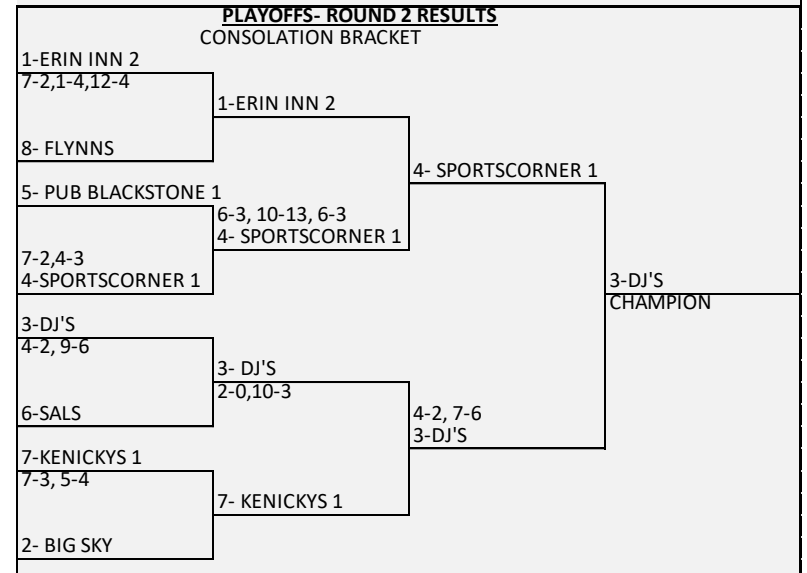 PLAYOFFS- ROUND 2 RESULTS
CONSOLATION BRACKET
1-ERIN INN 2
7-2,1-4,12-4
1-ERIN INN 2
8- FLYNNS
4- SPORTSCORNER 1
5- PUB BLACKSTONE 1
6-3, 10-13, 6-3
4- SPORTSCORNER 1
7-2,4-3
4-SPORTSCORNER 1
3-DJ'S
CHAMPION
3-DJ'S
4-2, 9-6
3- DJ'S
2-0,10-3
6-SALS
4-2, 7-6
3-DJ'S
7-KENICKYS 1
7-3, 5-4
7- KENICKYS 1
2- BIG SKY